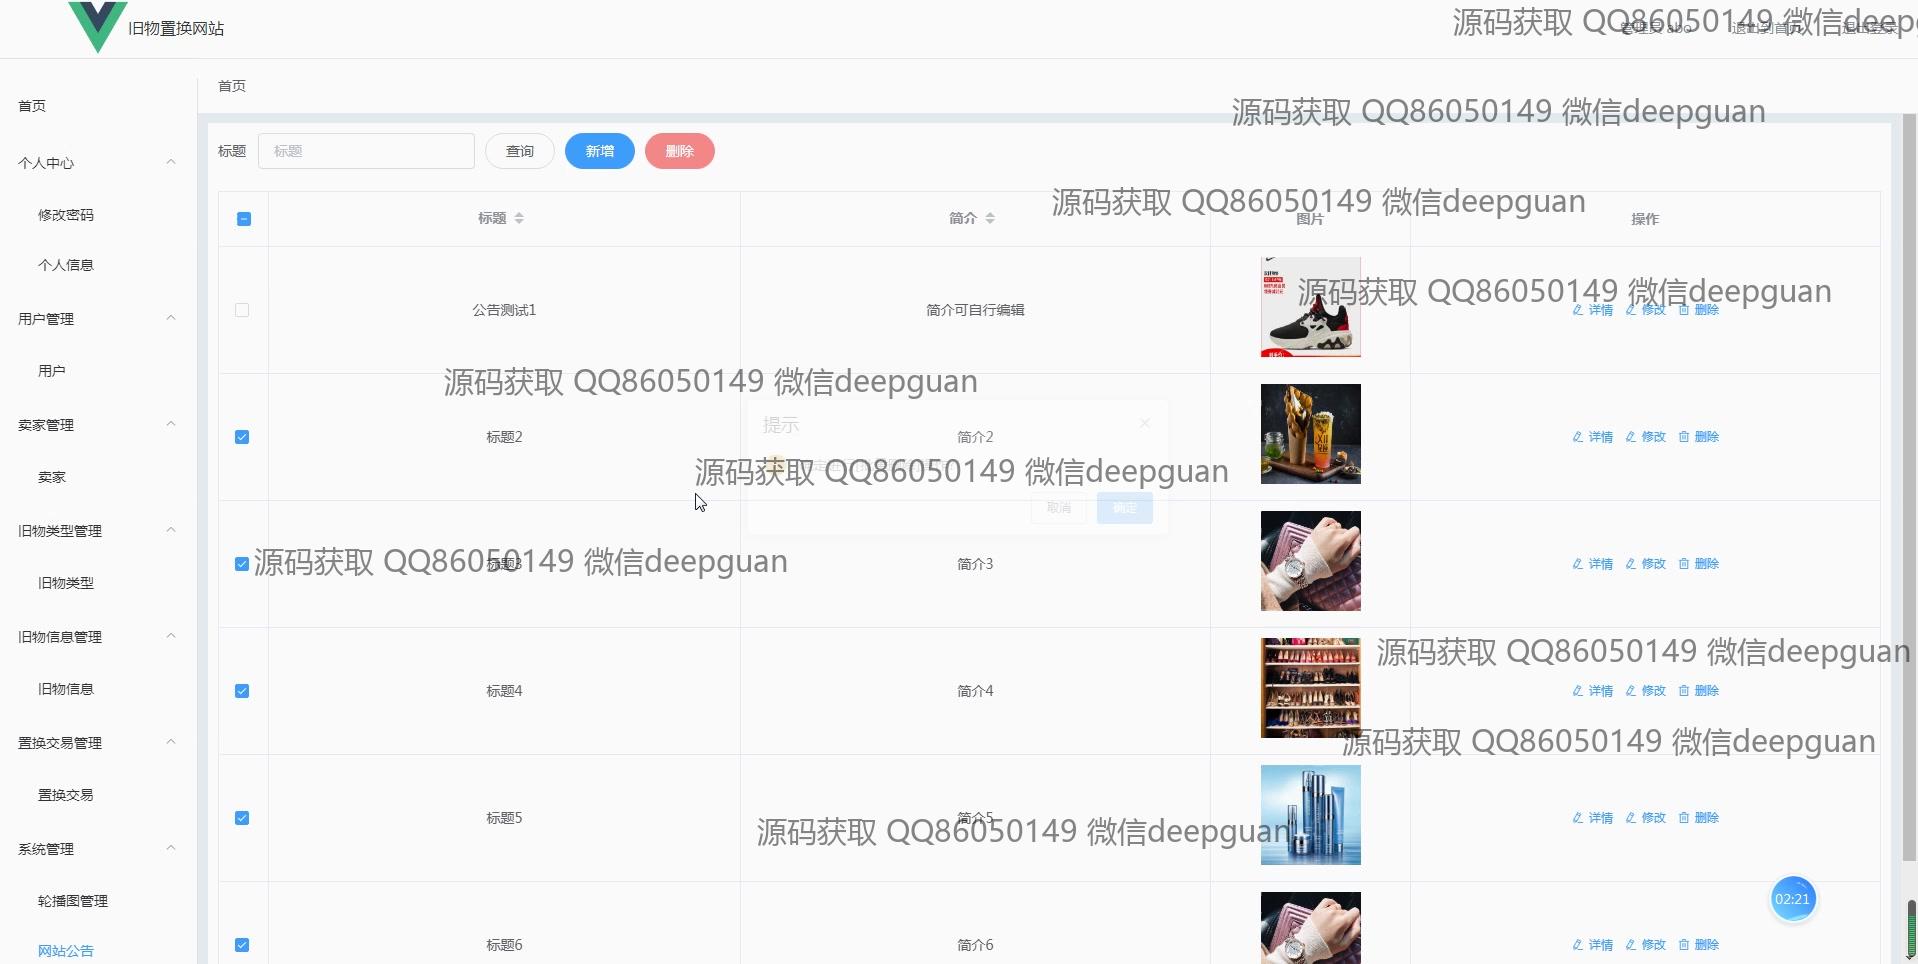 旧物置换网站
管理员 abo
退出到首页
退出登录
源码获取 QQ86050149 微信deepg
首页
首页
源码获取 QQ86050149 微信deepguan
标题
标题
查询
新增
删除
个人中心
修改密码
个人信息
用户管理
用户
卖家管理
卖家
旧物类型管理
旧物类型
旧物信息管理
旧物信息
置换交易管理
置换交易
系统管理
轮播图管理
网站公告
标题 简介 图片 操作
源码获取 QQ86050149 微信deepguan
公告测试1 简介可自行编辑 详情 修改 删除
源码获取 QQ86050149 微信deepguan
源码获取 QQ86050149 微信deepguan
提示
标题2 简介2 详情 修改 删除
源码获取 QQ86050149 微信deepguan
取消 确定
标题3 简介3 详情 修改 删除
源码获取 QQ86050149 微信deepguan
源码获取 QQ86050149 微信deepguan
标题4 简介4 详情 修改 删除
源码获取 QQ86050149 微信deepguan
标题5 简介5 详情 修改 删除
源码获取 QQ86050149 微信deepguan
02:21
标题6 简介6 详情 修改 删除